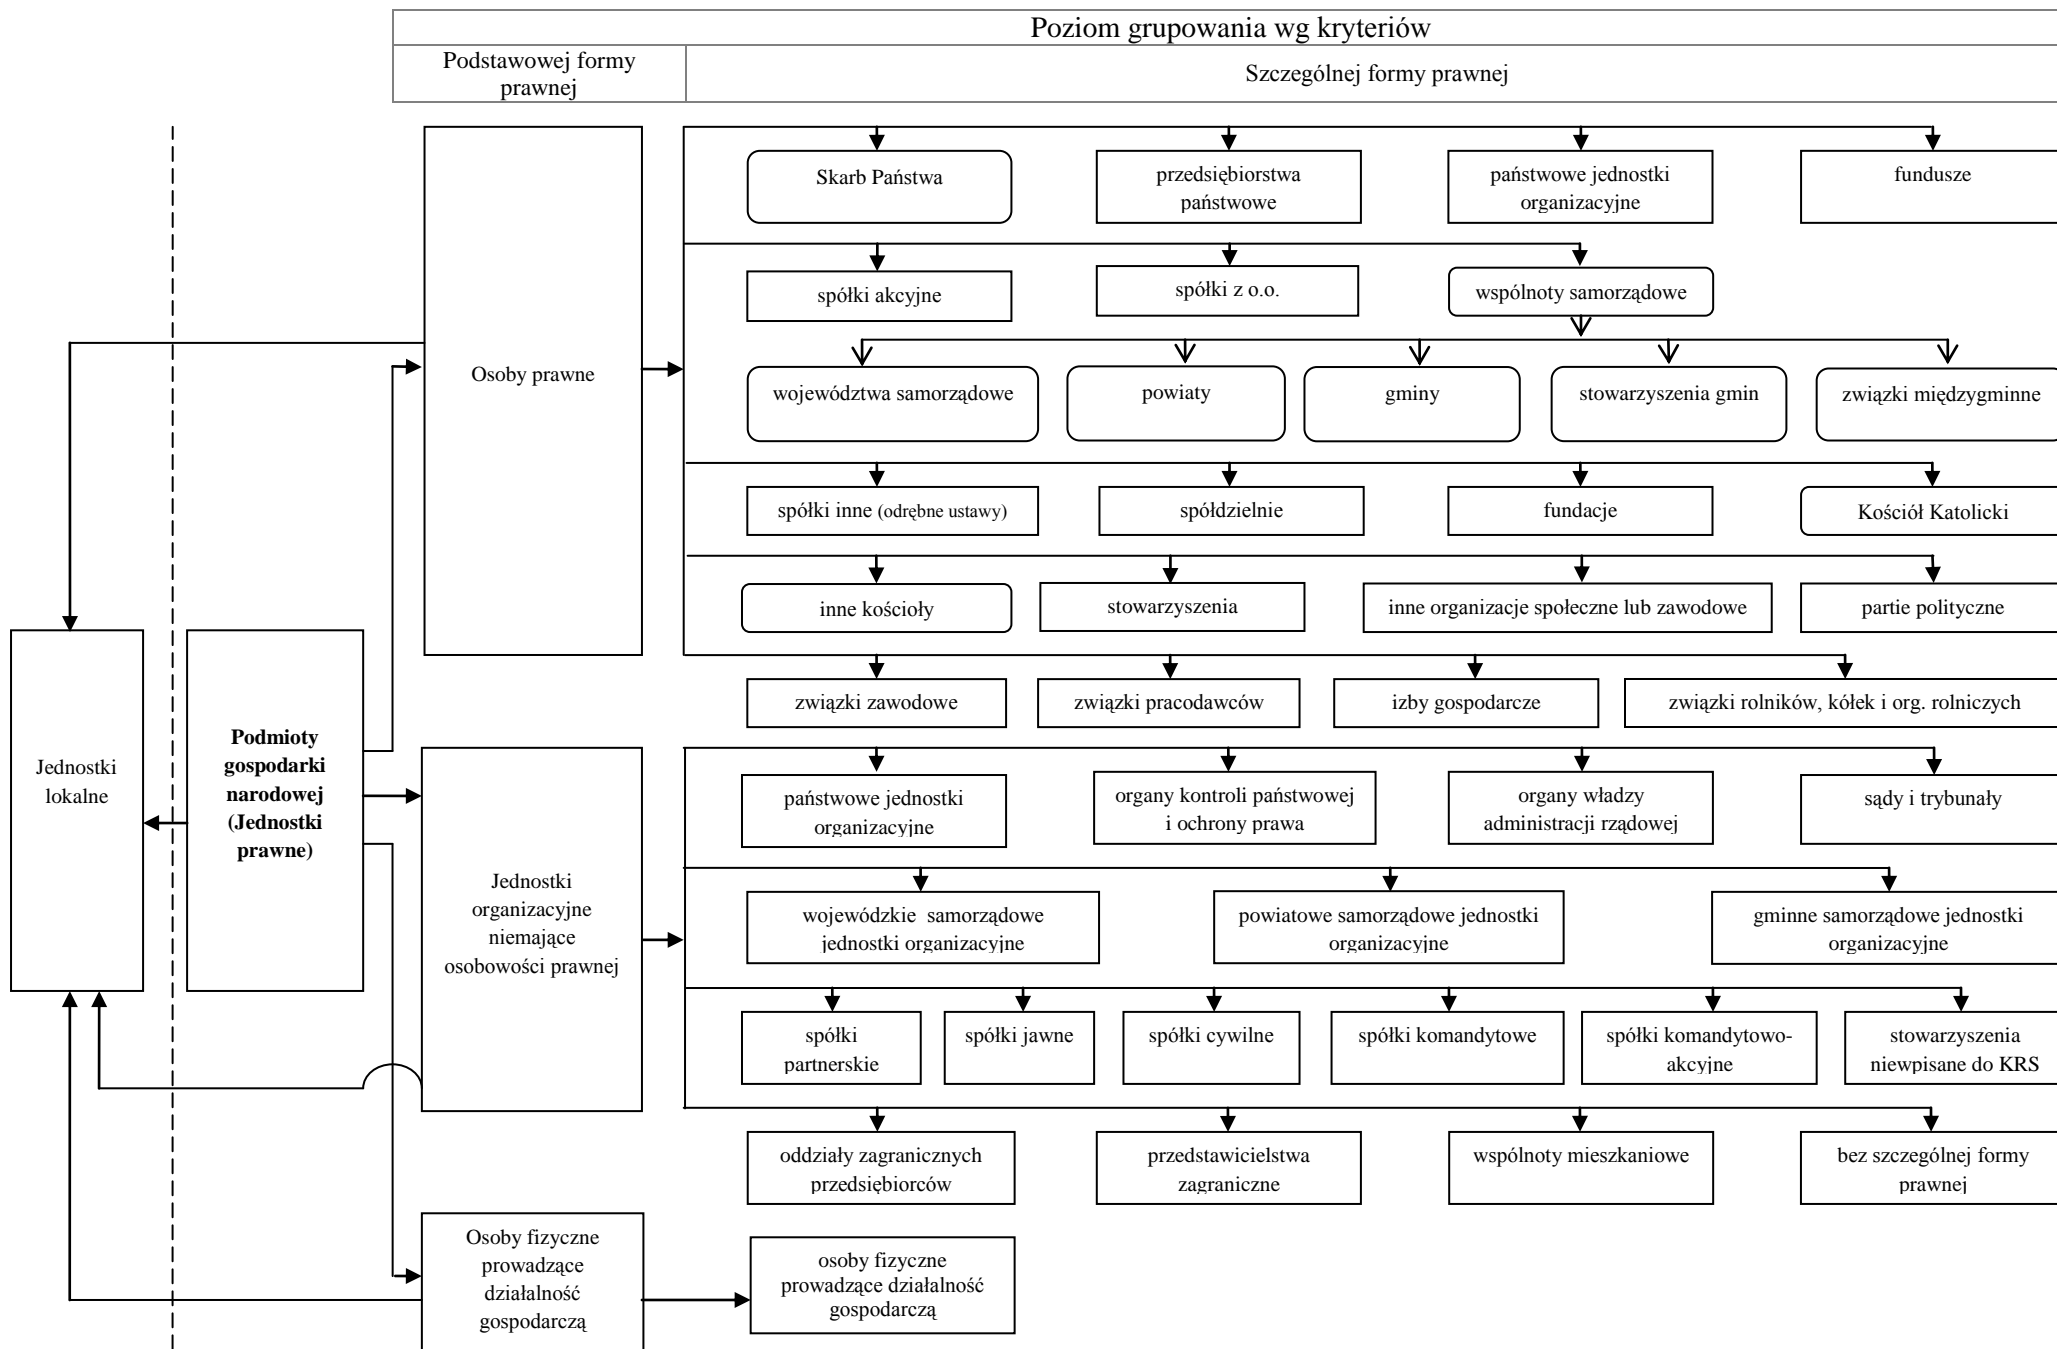 Poziom grupowania wg kryteriów
Podstawowej formy
prawnej
Szczególnej formy prawnej
Skarb Państwa
przedsiębiorstwa
państwowe
państwowe jednostki
organizacyjne
fundusze
spółki akcyjne
spółki z o.o.
wspólnoty samorządowe
Osoby prawne
województwa samorządowe
powiaty
gminy
stowarzyszenia gmin
związki międzygminne
spółki inne (odrębne ustawy)
spółdzielnie
fundacje
Kościół Katolicki
inne kościoły
stowarzyszenia
inne organizacje społeczne lub zawodowe
partie polityczne
związki zawodowe
związki pracodawców
izby gospodarcze
związki rolników, kółek i org. rolniczych
Jednostki
lokalne
Podmioty
gospodarki
narodowej
(Jednostki
prawne)
Jednostki
organizacyjne
niemające
osobowości prawnej
państwowe jednostki
organizacyjne
organy kontroli państwowej
i ochrony prawa
organy władzy
administracji rządowej
sądy i trybunały
wojewódzkie samorządowe
jednostki organizacyjne
powiatowe samorządowe jednostki
organizacyjne
gminne samorządowe jednostki
organizacyjne
spółki
partnerskie
spółki jawne
spółki cywilne
spółki komandytowe
spółki komandytowo-
akcyjne
stowarzyszenia
niewpisane do KRS
oddziały zagranicznych
przedsiębiorców
przedstawicielstwa
zagraniczne
wspólnoty mieszkaniowe
bez szczególnej formy
prawnej
Osoby fizyczne
prowadzące
działalność
gospodarczą
osoby fizyczne
prowadzące działalność
gospodarczą